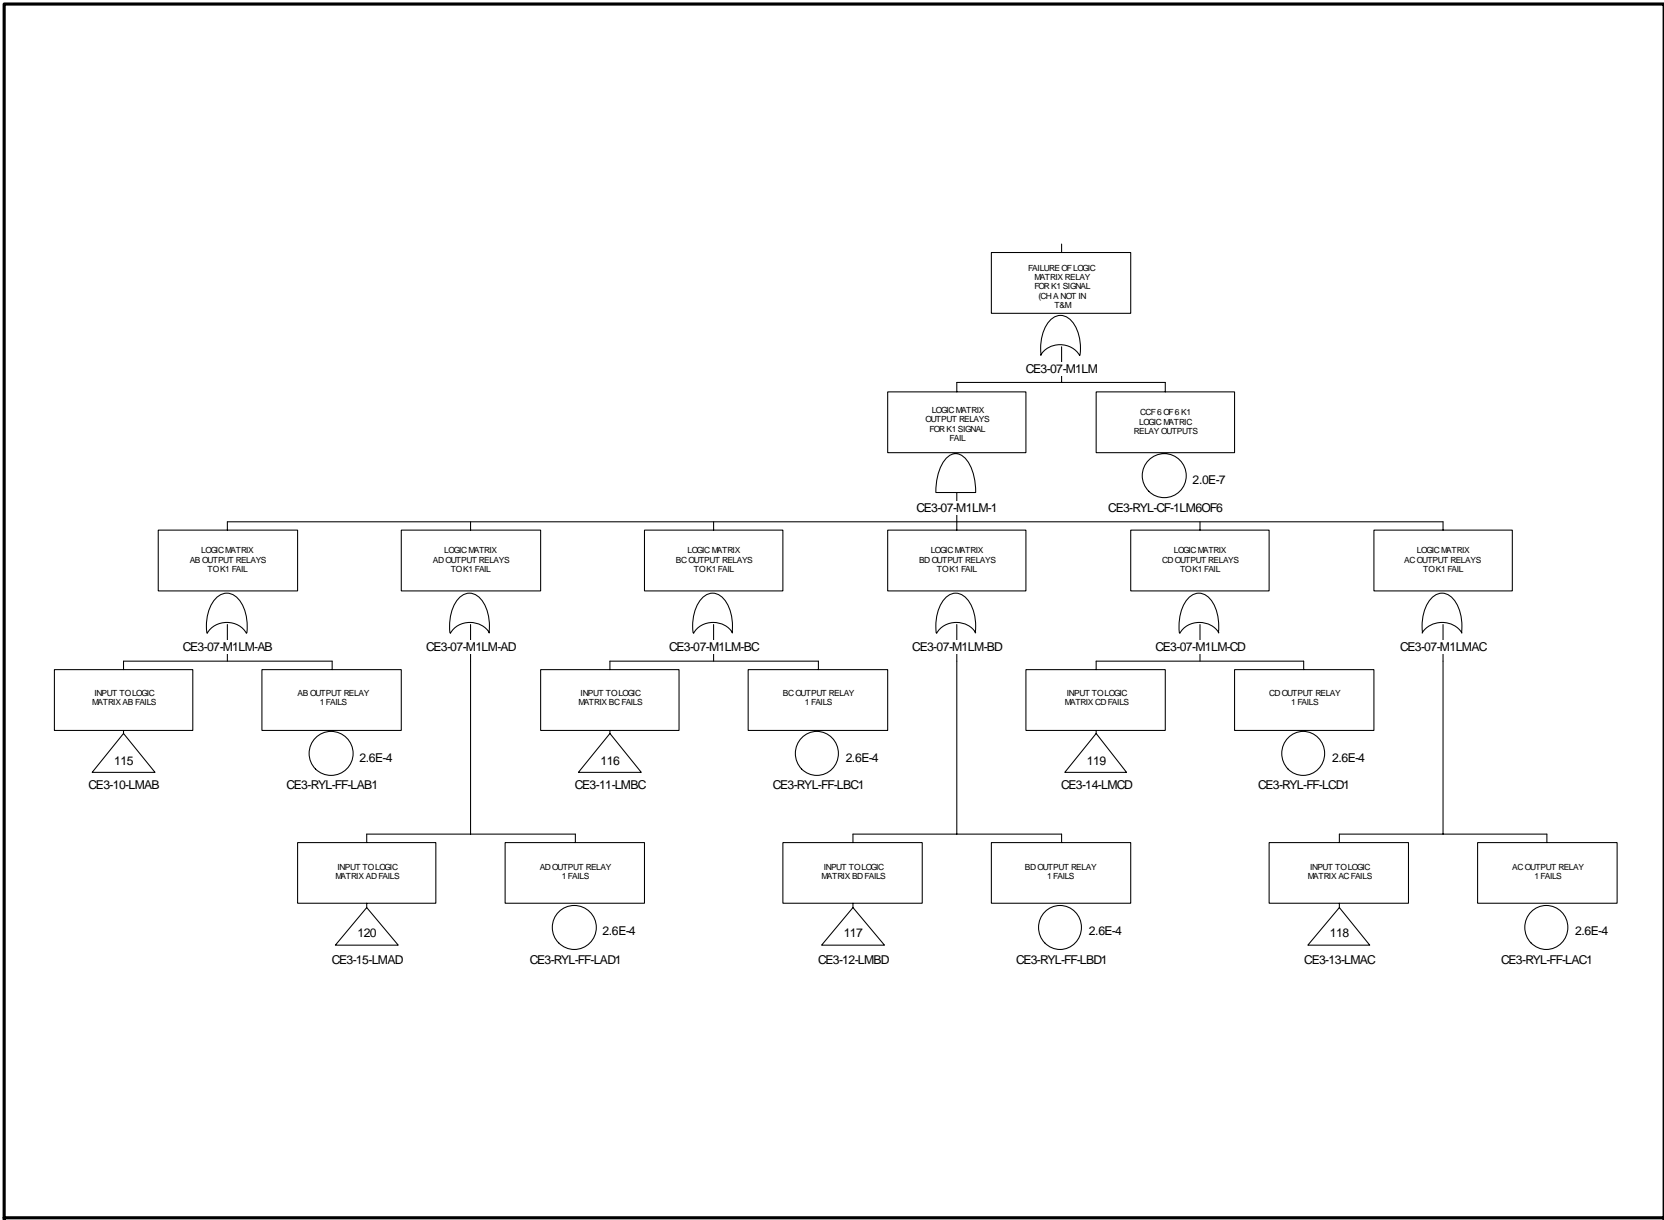 FAILURE OF LOGIC
MATRIX RELAY
FOR K1 SIGNAL
(CH A NOT IN
T&M
CE3-07-M1LM
LOGIC MATRIX
OUTPUT RELAYS
FOR K1 SIGNAL
FAIL
CE3-07-M1LM-1
CCF 6 OF 6 K1
LOGIC MATRIC
RELAY OUTPUTS
2.0E-7
CE3-RYL-CF-1LM6OF6
LOGIC MATRIX
AB OUTPUT RELAYS
TO K1 FAIL
CE3-07-M1LM-AB
LOGIC MATRIX
AD OUTPUT RELAYS
TO K1 FAIL
CE3-07-M1LM-AD
LOGIC MATRIX
BC OUTPUT RELAYS
TO K1 FAIL
CE3-07-M1LM-BC
LOGIC MATRIX
BD OUTPUT RELAYS
TO K1 FAIL
CE3-07-M1LM-BD
LOGIC MATRIX
CD OUTPUT RELAYS
TO K1 FAIL
CE3-07-M1LM-CD
LOGIC MATRIX
AC OUTPUT RELAYS
TO K1 FAIL
CE3-07-M1LMAC
INPUT TO LOGIC
MATRIX AB FAILS
115
CE3-10-LMAB
AB OUTPUT RELAY
1 FAILS
2.6E-4
CE3-RYL-FF-LAB1
INPUT TO LOGIC
MATRIX BC FAILS
116
CE3-11-LMBC
BC OUTPUT RELAY
1 FAILS
2.6E-4
CE3-RYL-FF-LBC1
INPUT TO LOGIC
MATRIX CD FAILS
119
CE3-14-LMCD
CD OUTPUT RELAY
1 FAILS
2.6E-4
CE3-RYL-FF-LCD1
INPUT TO LOGIC
MATRIX AD FAILS
120
CE3-15-LMAD
AD OUTPUT RELAY
1 FAILS
2.6E-4
CE3-RYL-FF-LAD1
INPUT TO LOGIC
MATRIX BD FAILS
117
CE3-12-LMBD
BD OUTPUT RELAY
1 FAILS
2.6E-4
CE3-RYL-FF-LBD1
INPUT TO LOGIC
MATRIX AC FAILS
118
CE3-13-LMAC
AC OUTPUT RELAY
1 FAILS
2.6E-4
CE3-RYL-FF-LAC1